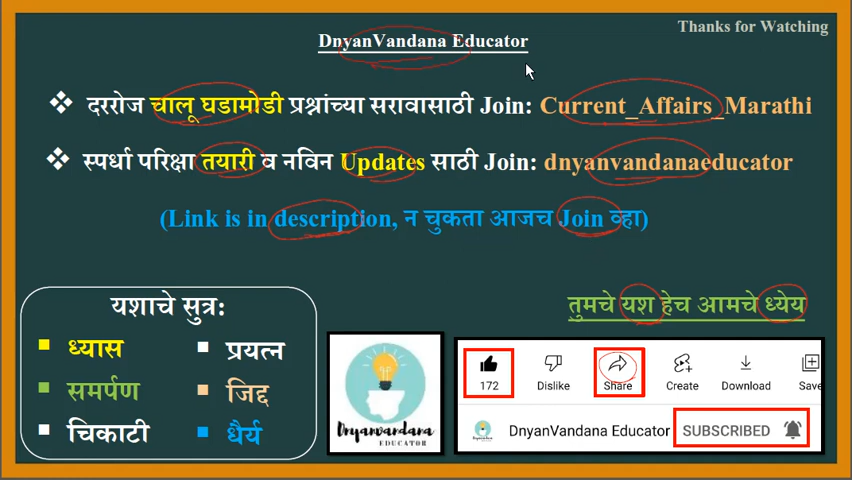 Thanks for Watching
DnyanVandana Educator
❖ दररोज चालू घडामोडी प्रश्नांच्या सरावासाठी Join: Current_Affairs_Marathi
❖ स्पर्धा परिक्षा तयारी व नविन Updates साठी Join: dnyanvandanaeducator
(Link is in description, न चुकता आजच Join व्हा)
तुमचे यश हेच आमचे ध्येय
यशाचे सुत्र:
ध्यास
प्रयत्न
समर्पण
जिद्द
चिकाटी
धैर्य
Dnyanvandana
EDUCATOR
172 Dislike Share Create Download Save
DnyanVandana Educator SUBSCRIBED